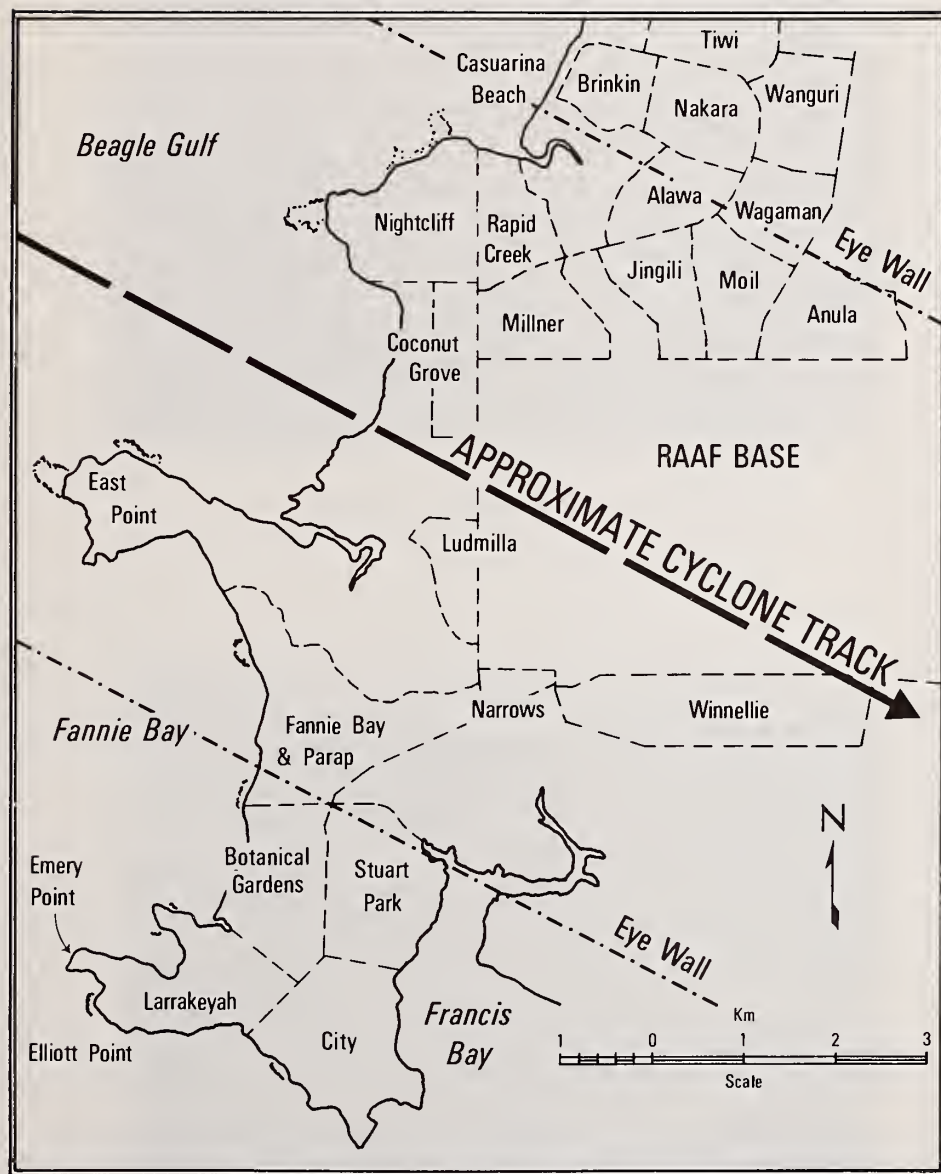 Tiwi
Casuarina
Beach
Brinkin
Wanguri
Nakara
Beagle Gulf
Alawa
Nightcliff
Rapid
Creek
Wagaman
Eye Wall
Jingili
Moil
Anula
Millner
Coconut
Grove
RAAF BASE
APPROXIMATE CYCLONE TRACK
East
Point
Ludmilla
Narrows
Winnellie
Fannie Bay
Fannie Bay
& Parap
N
Botanical
Gardens
Stuart
Park
Emery
Point
Eye Wall
Larrakeyah
City
Francis
Bay
Elliott Point
Km
1 0 1 2 3
Scale